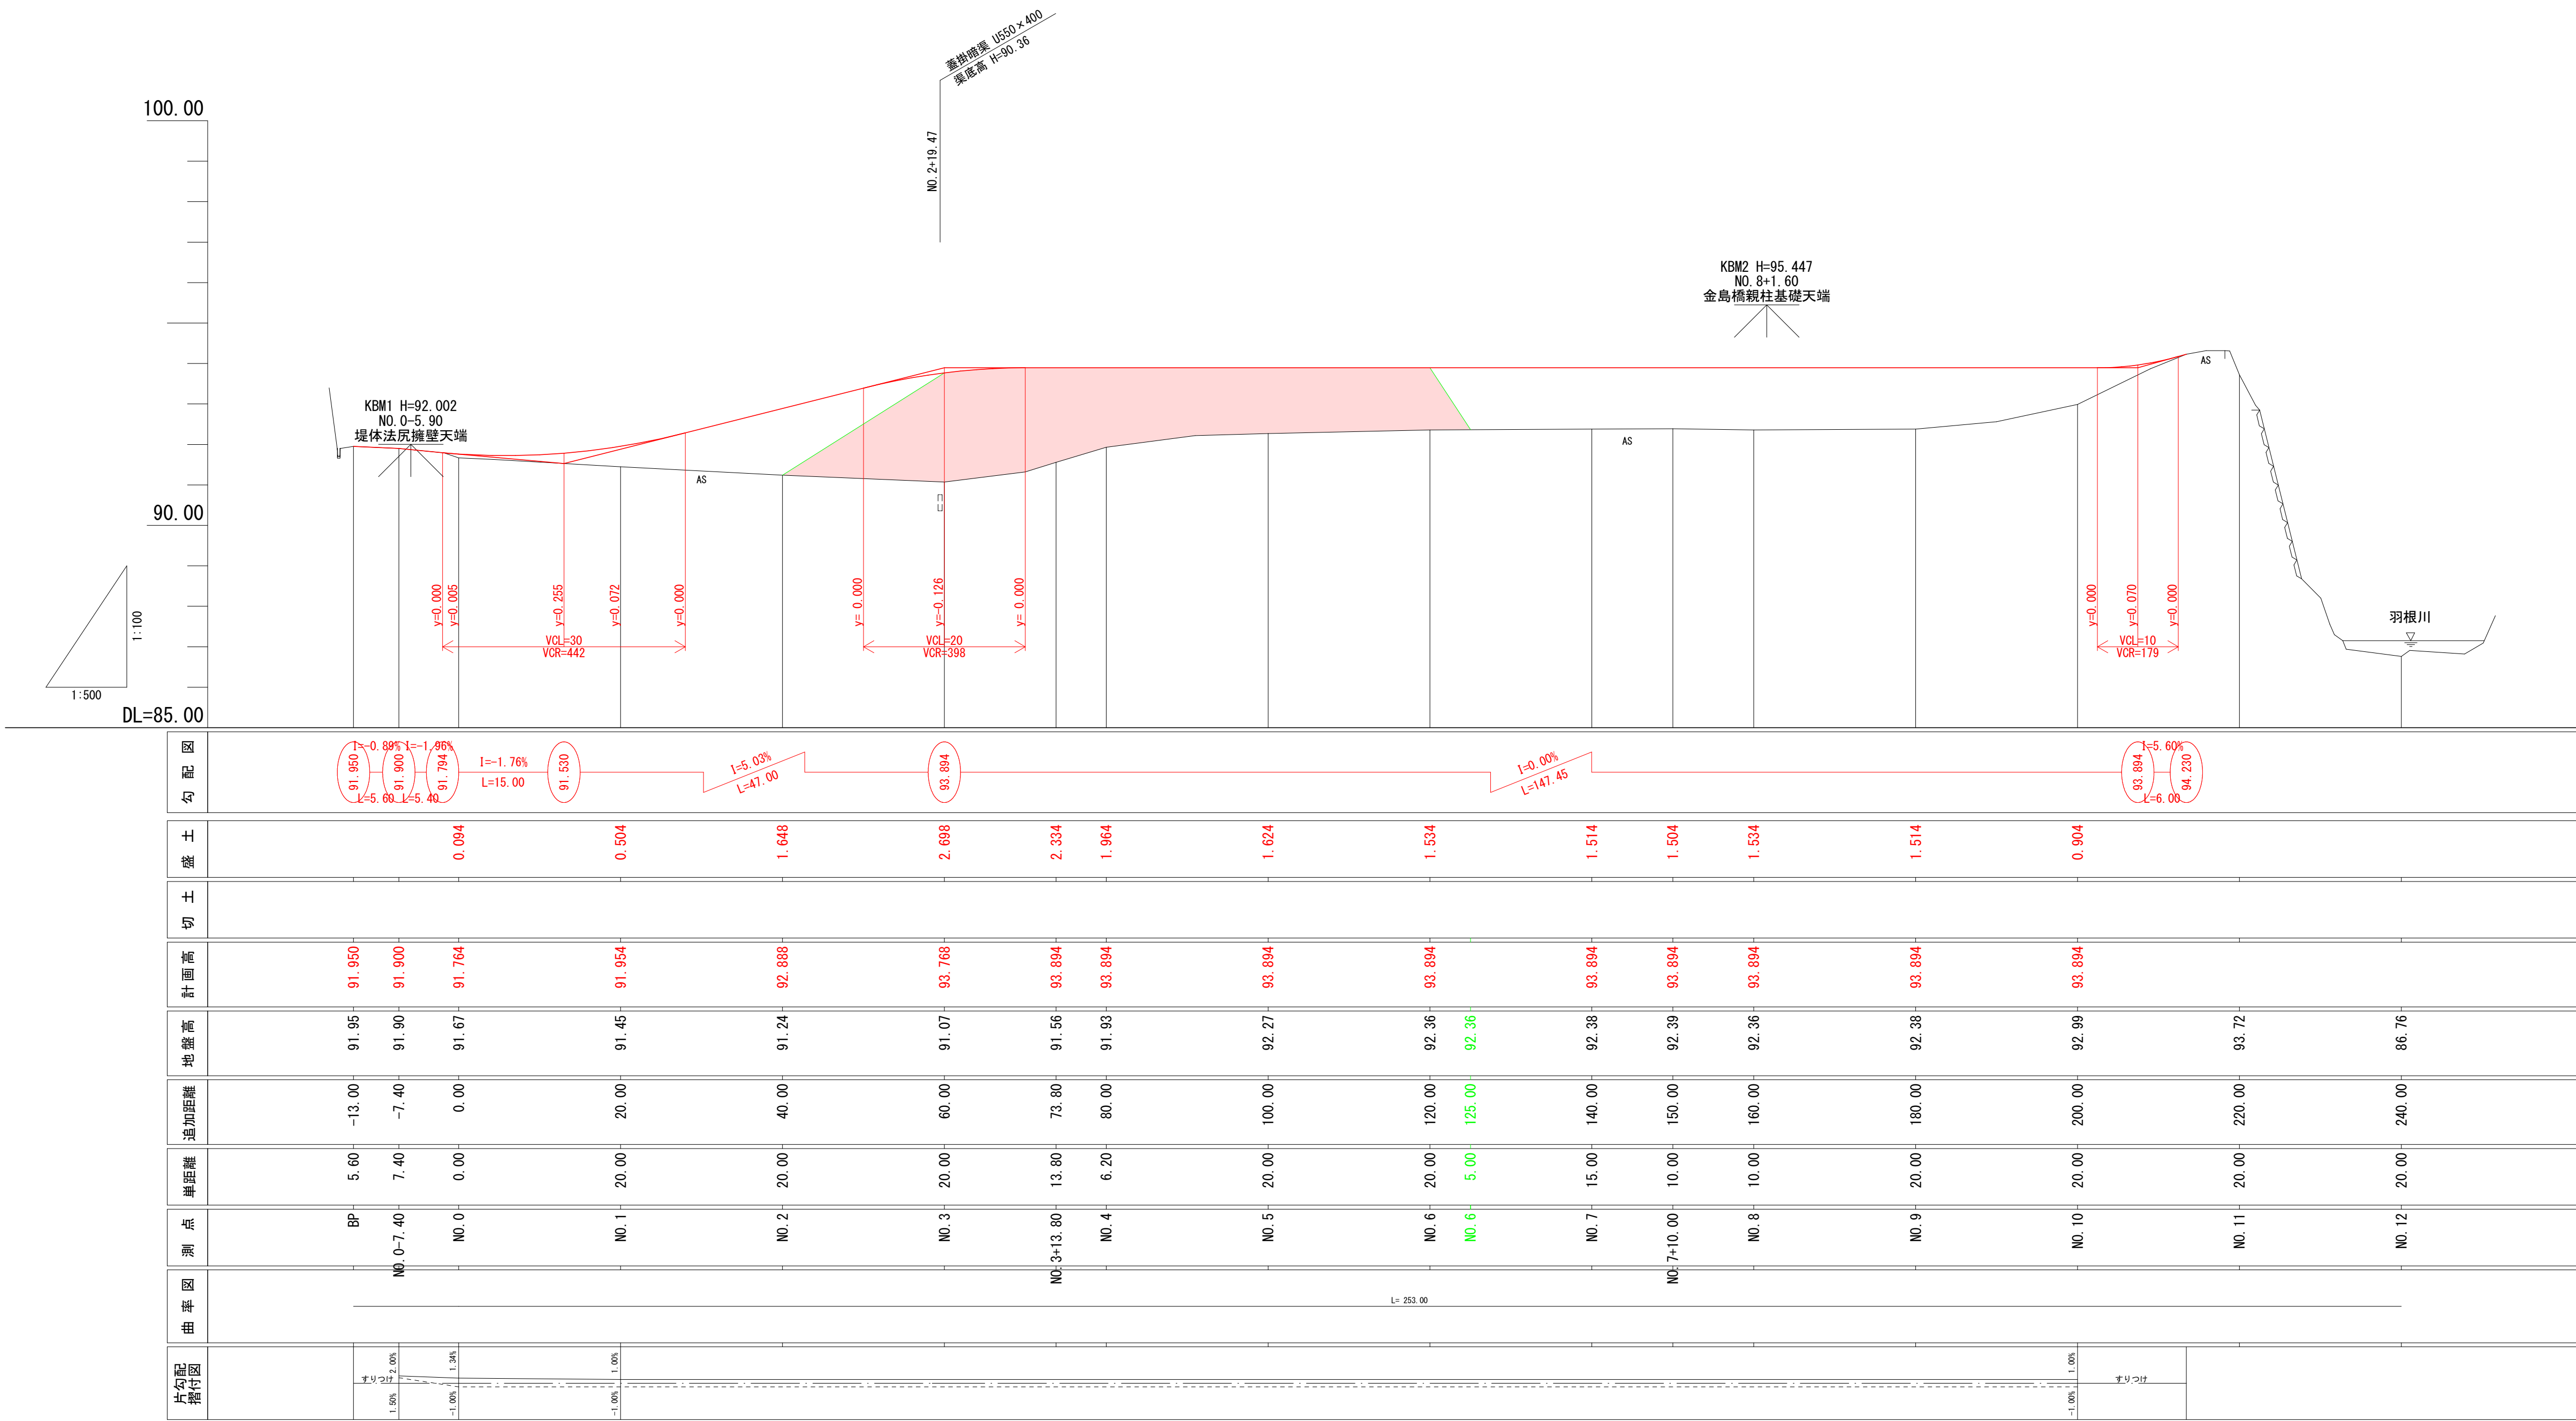 蓋掛暗渠 U550×400
渠底高 H=90.36
NO.2+19.47
100.00
90.00
DL=85.00
1:100
1:500
KBM1 H=92.002
NO.0-5.90
堤体法尻擁壁天端
KBM2 H=95.447
NO.8+1.60
金島橋親柱基礎天端
AS
AS
AS
羽根川
y=0.000
y=0.005
y=0.255
y=0.072
y=0.000
VCL=30
VCR=442
y= 0.000
y=-0.126
y= 0.000
VCL=20
VCR=398
y=0.000
y=0.070
y=0.000
VCL=10
VCR=179
勾配図
I=-0.89% I=-1.96%
I=-1.76%
I=5.03%
I=0.00%
I=5.60%
91.950 91.900 91.794 91.530 93.894 93.894 94.230
L=5.60 L=5.40
L=15.00
L=47.00
L=147.45
L=6.00
盛土
0.094 0.504 1.648 2.698 2.334 1.964 1.624 1.534 1.514 1.504 1.534 1.514 0.904
切土
計画高
91.950 91.900 91.764 91.954 92.888 93.768 93.894 93.894 93.894 93.894 93.894 93.894 93.894 93.894 93.894
地盤高
91.95 91.90 91.67 91.45 91.24 91.07 91.56 91.93 92.27 92.36 92.36 92.38 92.39 92.36 92.38 92.99 93.72 86.76
追加距離
-13.00 -7.40 0.00 20.00 40.00 60.00 73.80 80.00 100.00 120.00 125.00 140.00 150.00 160.00 180.00 200.00 220.00 240.00
単距離
5.60 7.40 0.00 20.00 20.00 20.00 13.80 6.20 20.00 20.00 5.00 15.00 10.00 10.00 20.00 20.00 20.00 20.00
測点
BP NO.0-7.40 NO.0 NO.1 NO.2 NO.3 NO.3+13.80 NO.4 NO.5 NO.6 NO.6 NO.7 NO.7+10.00 NO.8 NO.9 NO.10 NO.11 NO.12
曲率図
L= 253.00
片勾配
摺付図
すりつけ
2.00% 1.34% 1.00% 1.00%
すりつけ
1.50% -1.00% -1.00% -1.00%